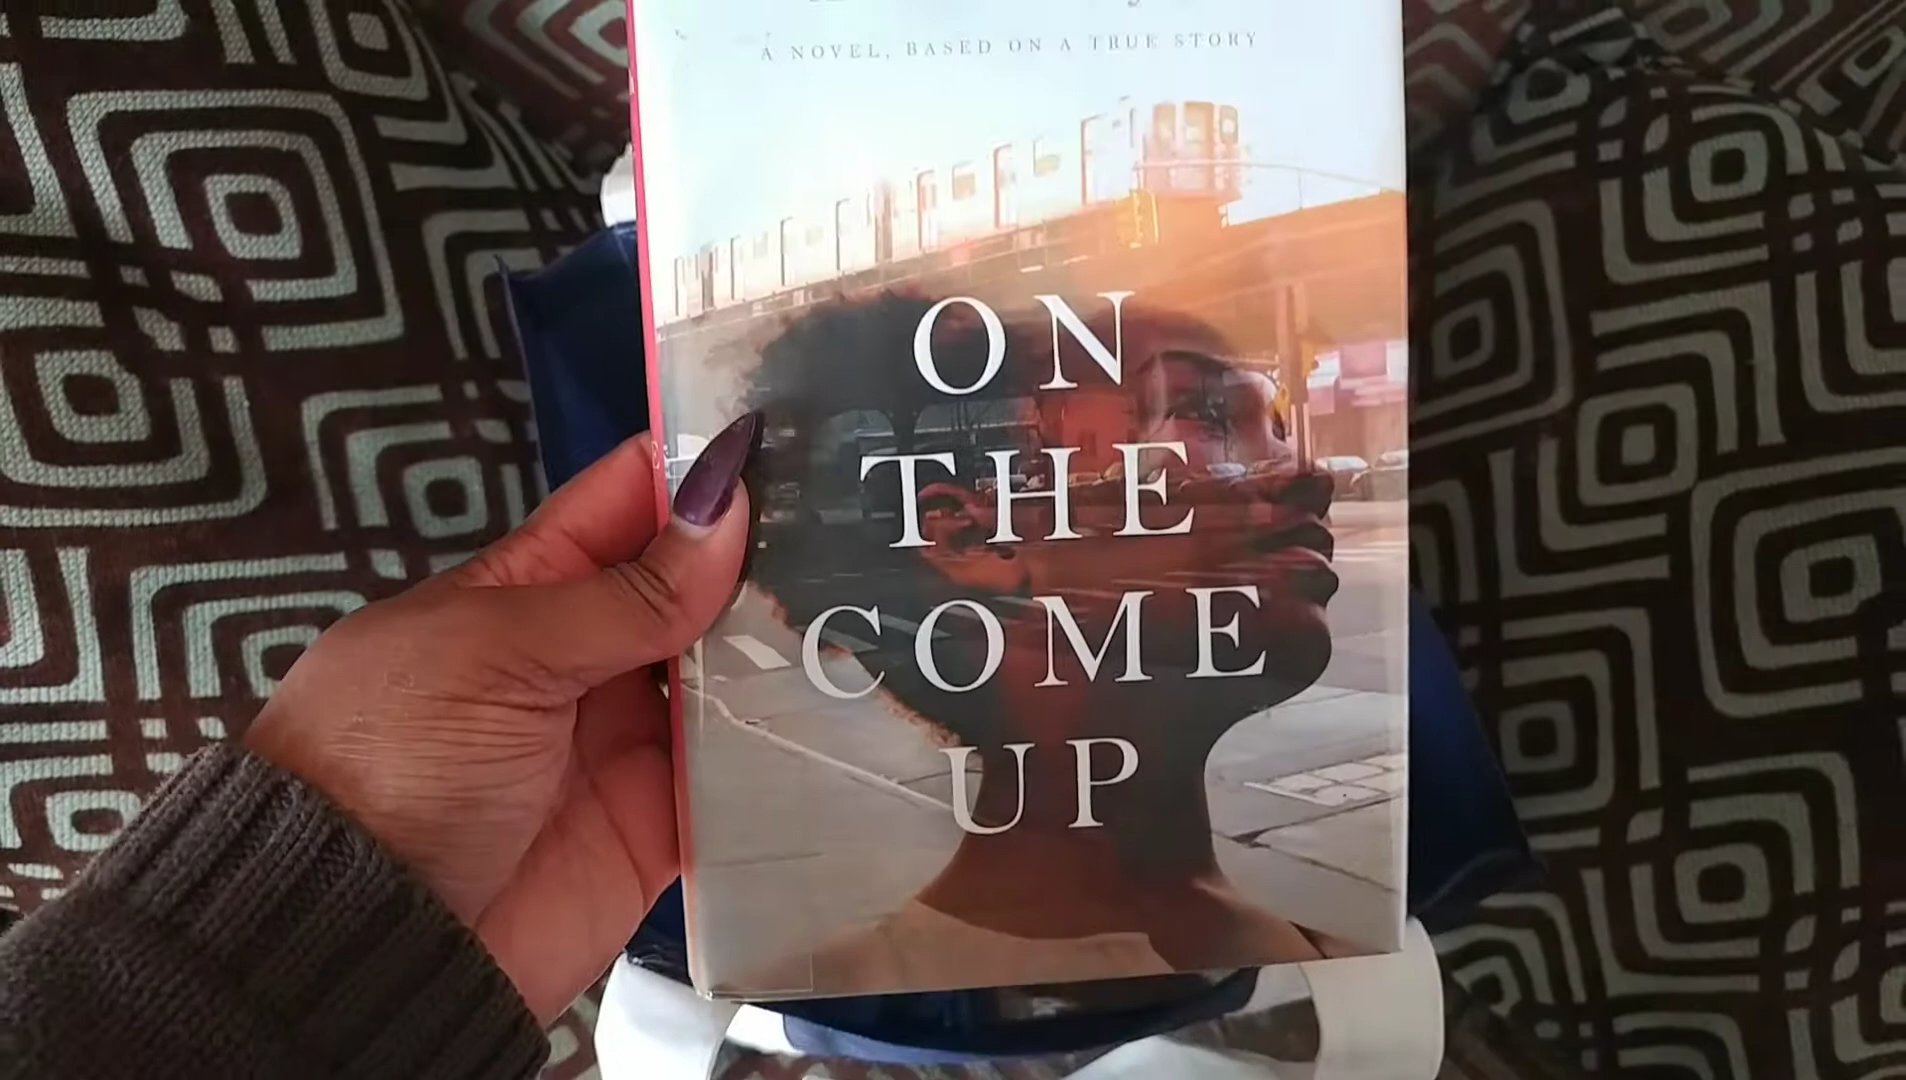 A NOVEL, BASED ON A TRUE STORY
ON
THE
COME
UP